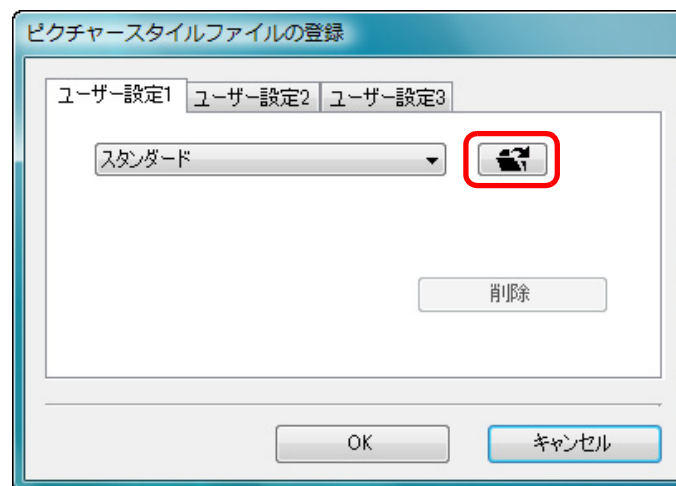 ピクチャースタイルファイルの登録
ユーザー設定1 ユーザー設定2 ユーザー設定3
スタンダード
削除
OK キャンセル